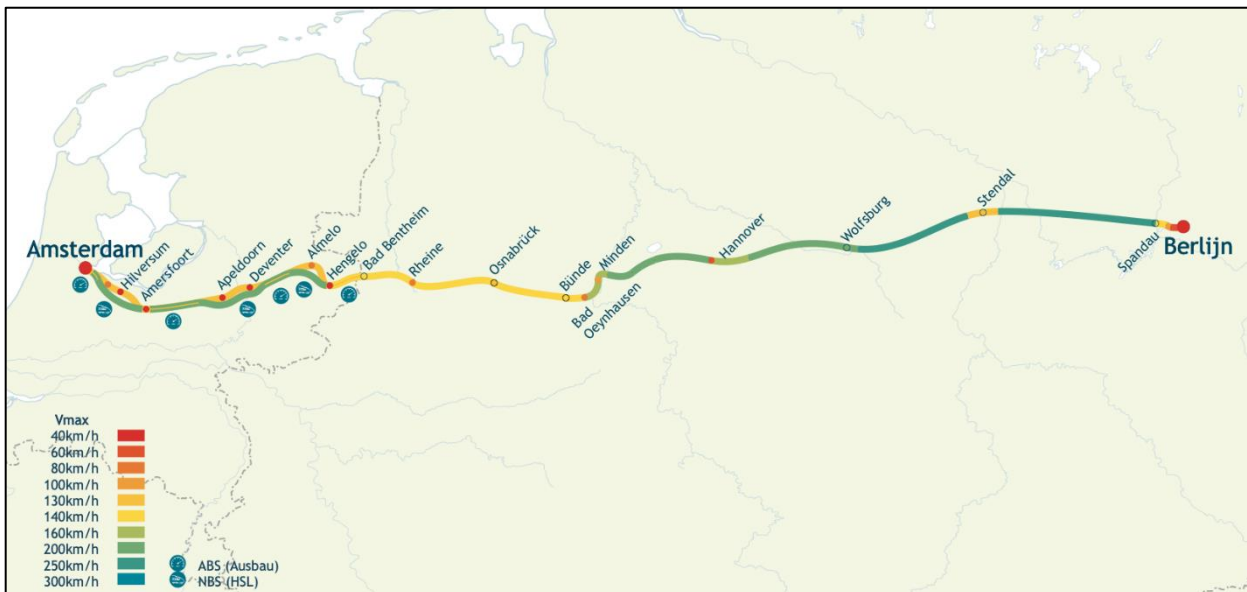 Amsterdam
Hilversum
Amersfoort
Apeldoorn
Deventer
Almelo
Hengelo
Bad Bentheim
Rheine
Osnabrück
Bünde
Bad
Oeynhausen
Minden
Hannover
Wolfsburg
Stendal
Spandau
Berlijn
Vmax
40km/h
60km/h
80km/h
100km/h
130km/h
140km/h
160km/h
200km/h
250km/h
300km/h
ABS (Ausbau)
NBS (HSL)